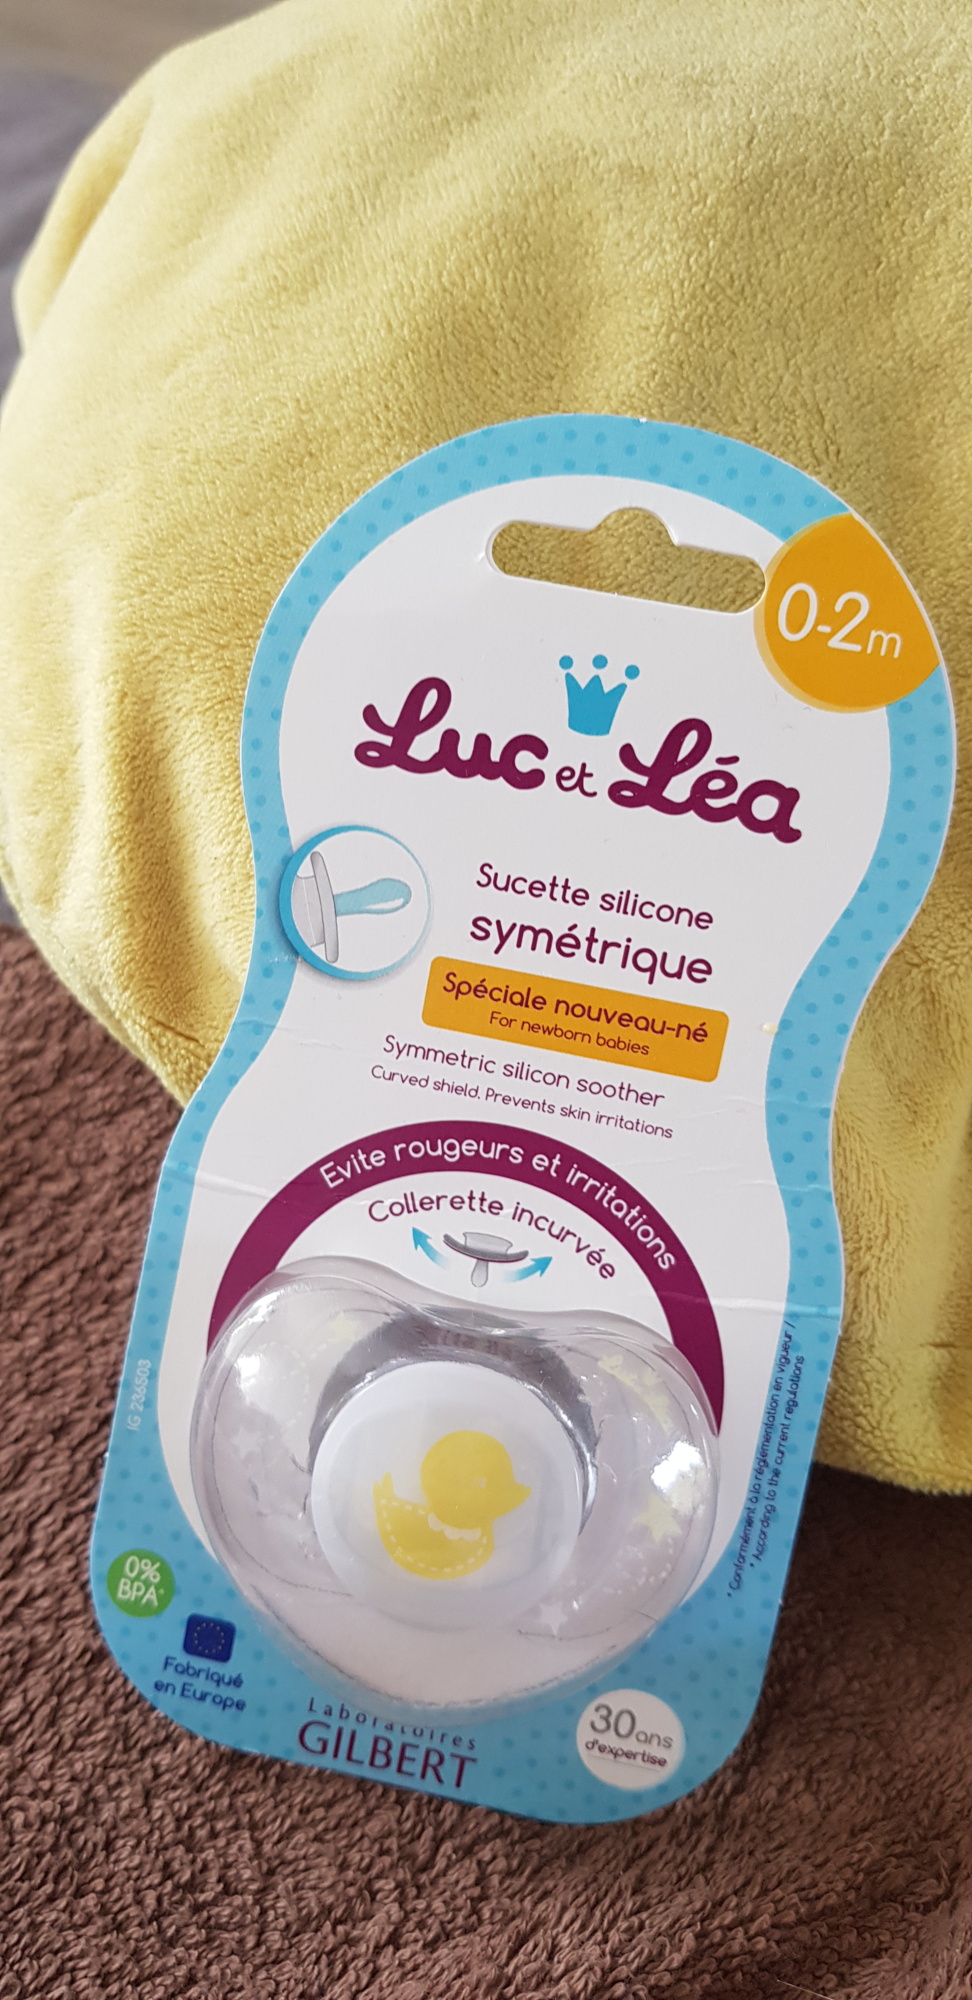 0-2m
Luc et Léa
Sucette silicone
symétrique
Spéciale nouveau-né
For newborn babies
Symmetric silicon soother
Curved shield. Prevents skin irritations
Evite rougeurs et irritations
Collerette incurvée
IG 236503
* Conformément à la réglementation en vigueur /
* According to the current regulations
0%
BPA*
Fabriqué
en Europe
Laboratoires
GILBERT
30 ans
d'expertise